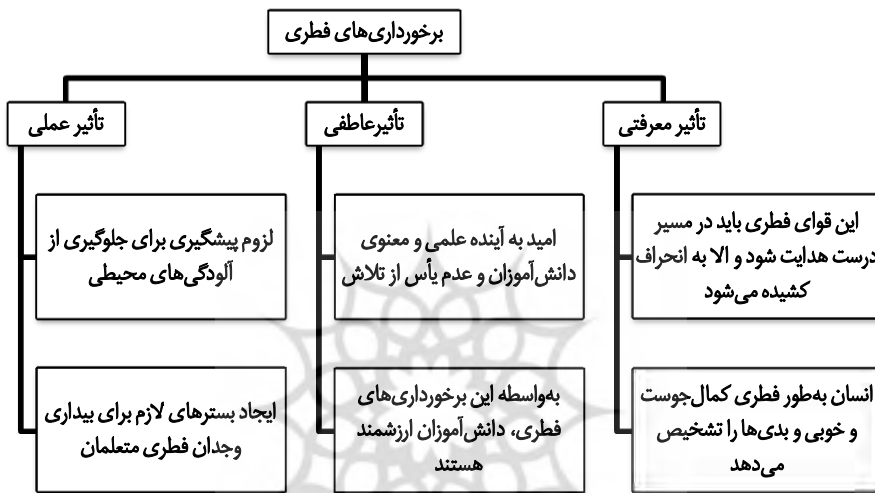 برخورداری‌های فطری
تأثیر معرفتی
تأثیرعاطفی
تأثیر عملی
این قوای فطری باید در مسیر
درست هدایت شود و الا به انحراف
کشیده می‌شود
امید به آینده علمی و معنوی
دانش‌آموزان و عدم یأس از تلاش
لزوم پیشگیری برای جلوگیری از
آلودگی‌های محیطی
انسان به‌طور فطری کمال‌جوست
و خوبی و بدی‌ها را تشخیص
می‌دهد
به‌واسطه این برخورداری‌های
فطری، دانش‌آموزان ارزشمند
هستند
ایجاد بسترهای لازم برای بیداری
وجدان فطری متعلمان